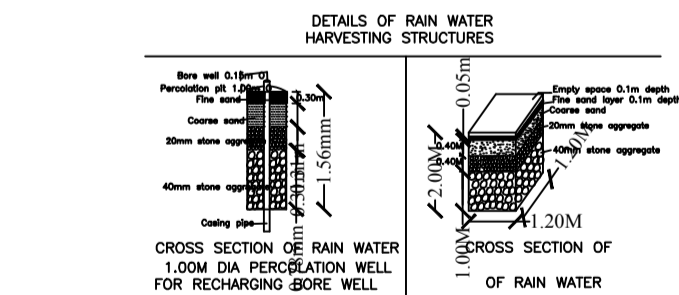 DETAILS OF RAIN WATER
HARVESTING STRUCTURES
Bore well 0.15m
Percolation pit 1.00m
Fine sand
0.30m
Coarse sand
20mm stone
1.56mm
40mm stone
Casing pipe
CROSS SECTION OF RAIN WATER
1.00M DIA PERCOLATION WELL
FOR RECHARGING BORE WELL
0.05m
Empty space 0.1m depth
Fine sand layer 0.1m depth
Coarse sand
20mm stone aggregate
0.40M
2.00M
0.40M
40mm stone aggregate
1.20M
1.20M
1.00M
CROSS SECTION OF
OF RAIN WATER